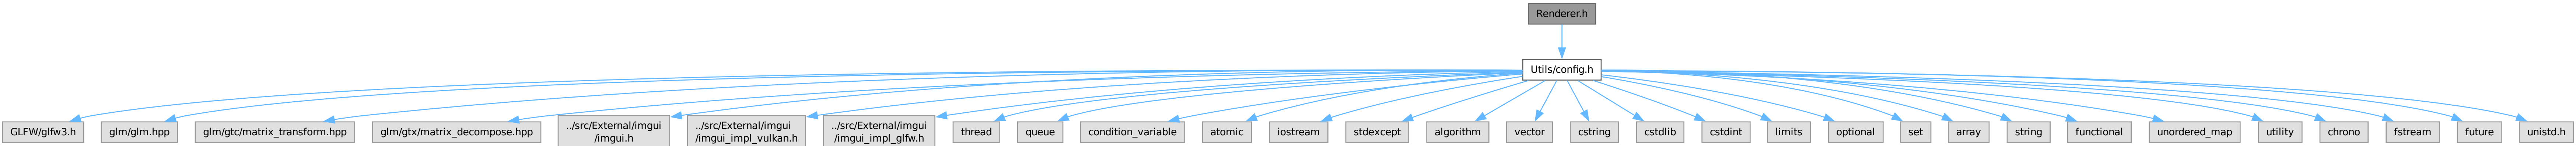 Renderer.h
Utils/config.h
GLFW/glfw3.h
glm/glm.hpp
glm/gtc/matrix_transform.hpp
glm/gtx/matrix_decompose.hpp
../src/External/imgui
/imgui.h
../src/External/imgui
/imgui_impl_vulkan.h
../src/External/imgui
/imgui_impl_glfw.h
thread
queue
condition_variable
atomic
iostream
stdexcept
algorithm
vector
cstring
cstdlib
cstdint
limits
optional
set
array
string
functional
unordered_map
utility
chrono
fstream
future
unistd.h